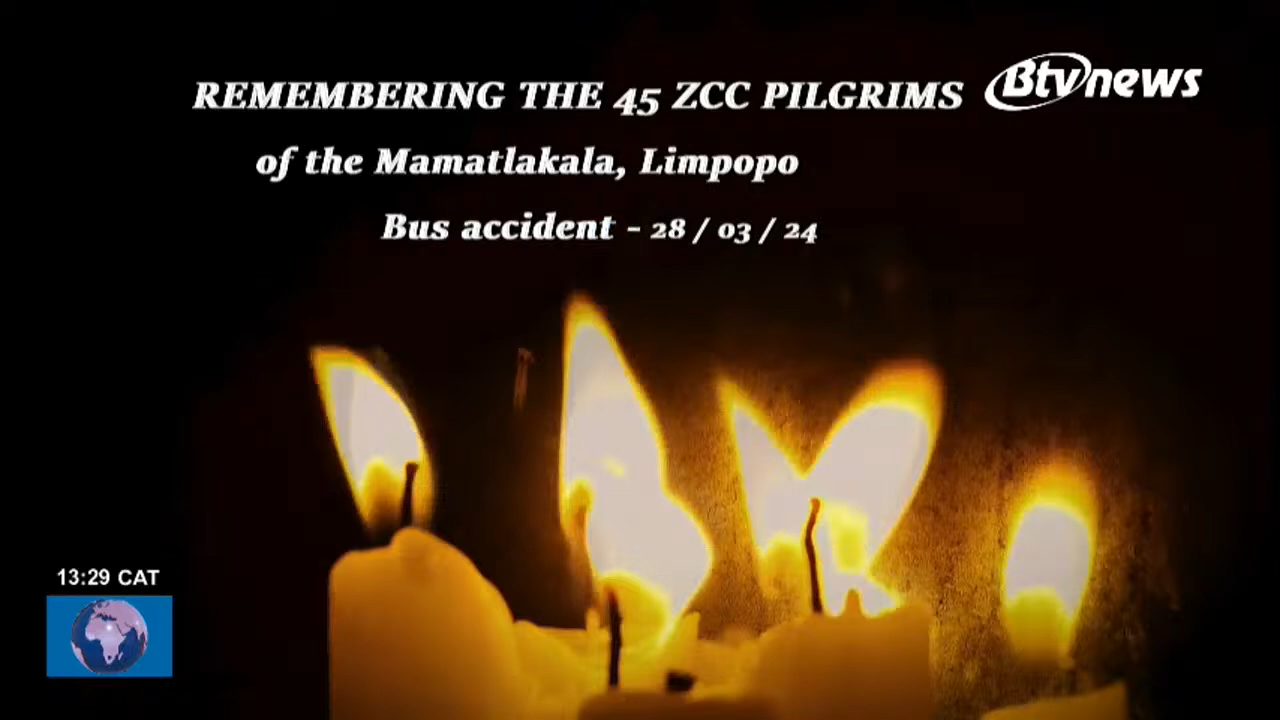 REMEMBERING THE 45 ZCC PILGRIMS
Btvnews
of the Mamatlakala, Limpopo
Bus accident - 28 / 03 / 24
13:29 CAT